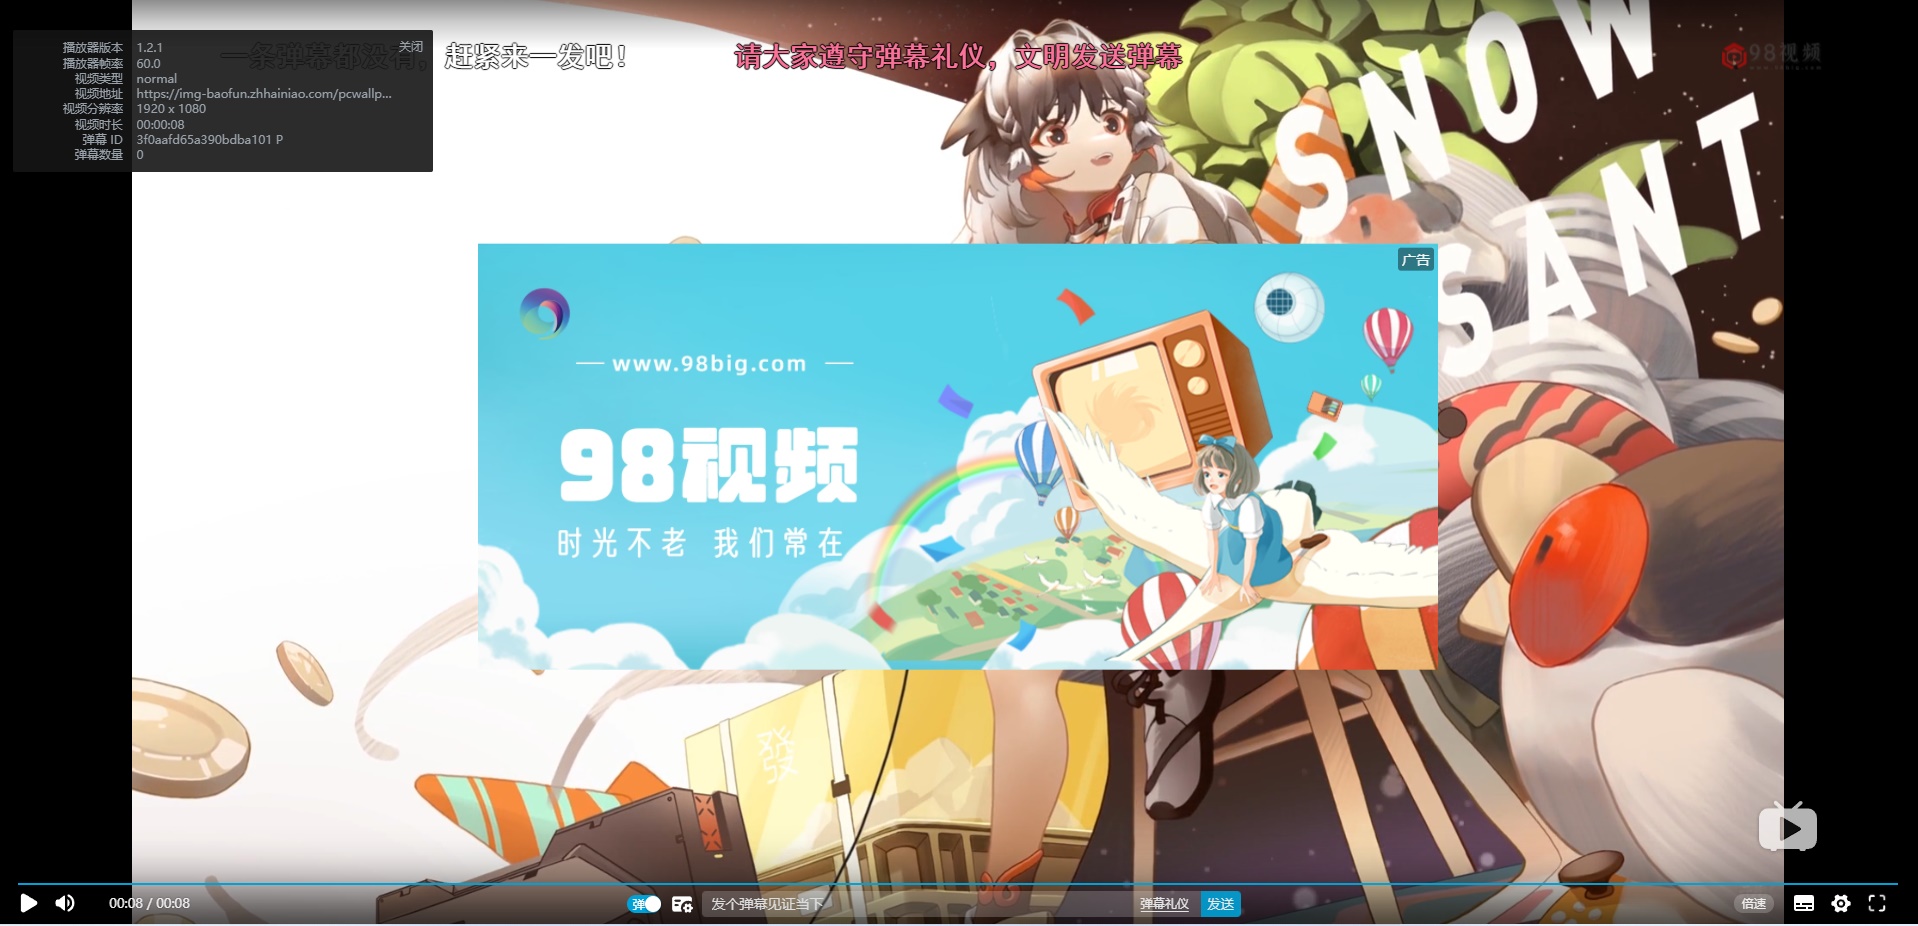 播放器版本 1.2.1 关闭
播放器帧率 60.0
视频类型 normal
视频地址 https://img-baofun.zhhainiao.com/pcwallp...
视频分辨率 1920 x 1080
视频时长 00:00:08
弹幕 ID 3f0aafd65a390bdba101 P
弹幕数量 0
一条弹幕都没有，赶紧来一发吧！
请大家遵守弹幕礼仪，文明发送弹幕
98视频
SNOW
SANT
广告
www.98big.com
98视频
时光不老 我们常在
發
00:08 / 00:08
弹
发个弹幕见证当下
弹幕礼仪
发送
倍速